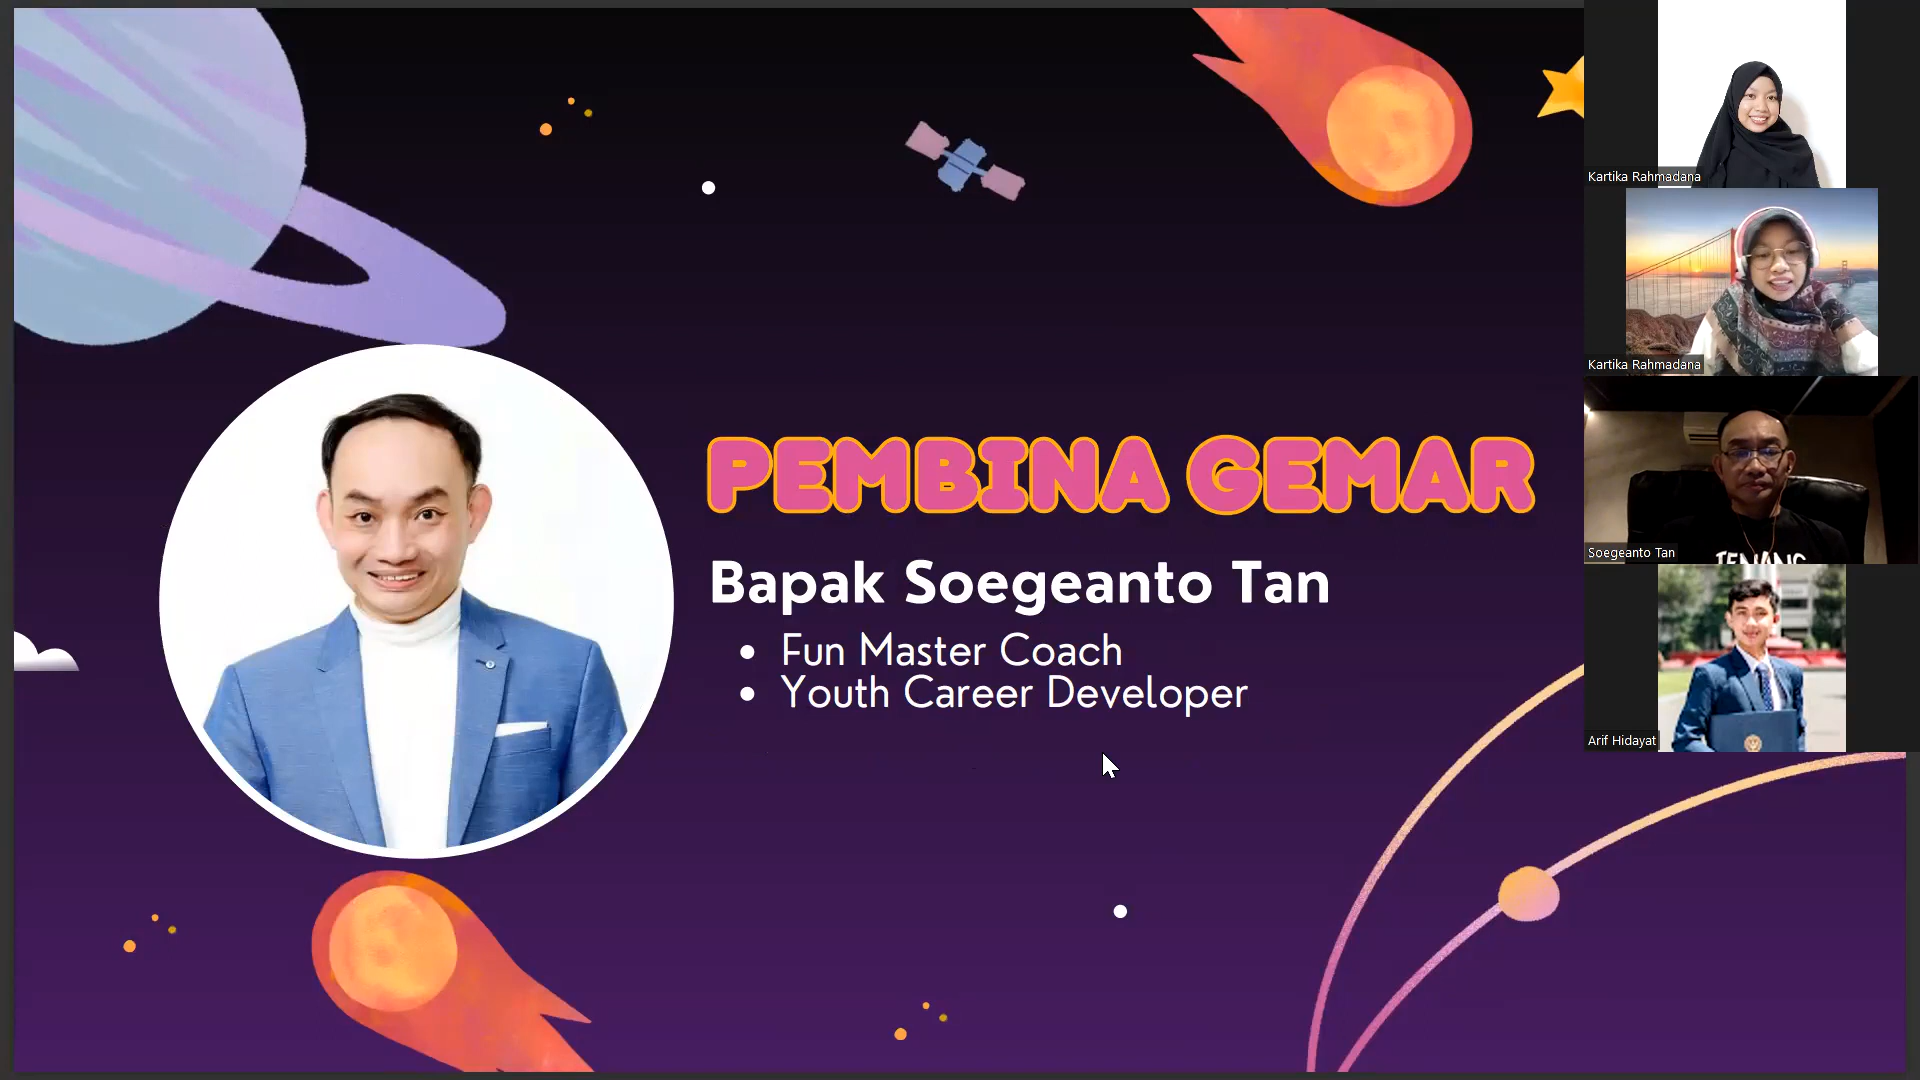 PEMBINA GEMAR
Bapak Soegeanto Tan
• Fun Master Coach
• Youth Career Developer
Kartika Rahmadana
Kartika Rahmadana
TENANG
Soegeanto Tan
Arif Hidayat